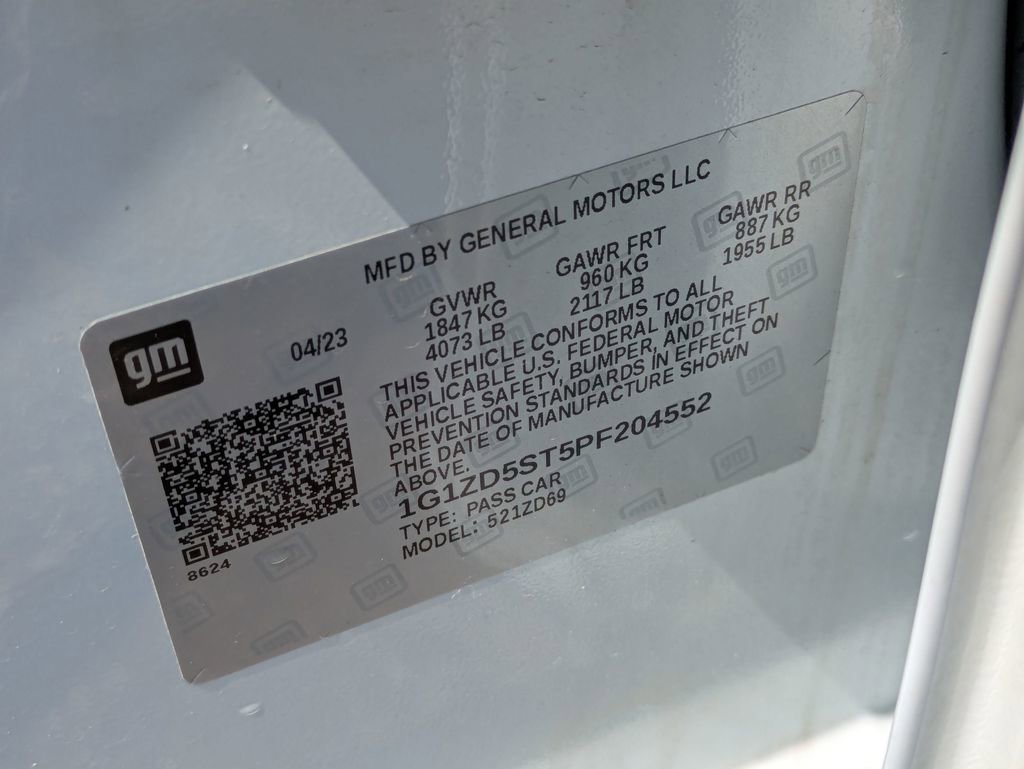 MFD BY GENERAL MOTORS LLC
gm
04/23
GVWR GAWR FRT GAWR RR
1847 KG 960 KG 887 KG
4073 LB 2117 LB 1955 LB
THIS VEHICLE CONFORMS TO ALL
APPLICABLE U.S. FEDERAL MOTOR
VEHICLE SAFETY, BUMPER, AND THEFT
PREVENTION STANDARDS IN EFFECT ON
THE DATE OF MANUFACTURE SHOWN
ABOVE.
1G1ZD5ST5PF204552
TYPE: PASS CAR
MODEL: 521ZD69
8624